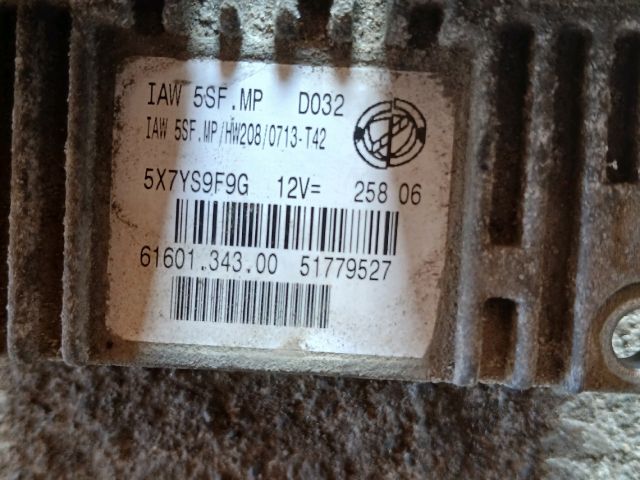 IAW 5SF.MP D032
IAW 5SF.MP/HW208/0713-T42
5X7YS9F9G 12V= 258 06
61601.343.00 51779527